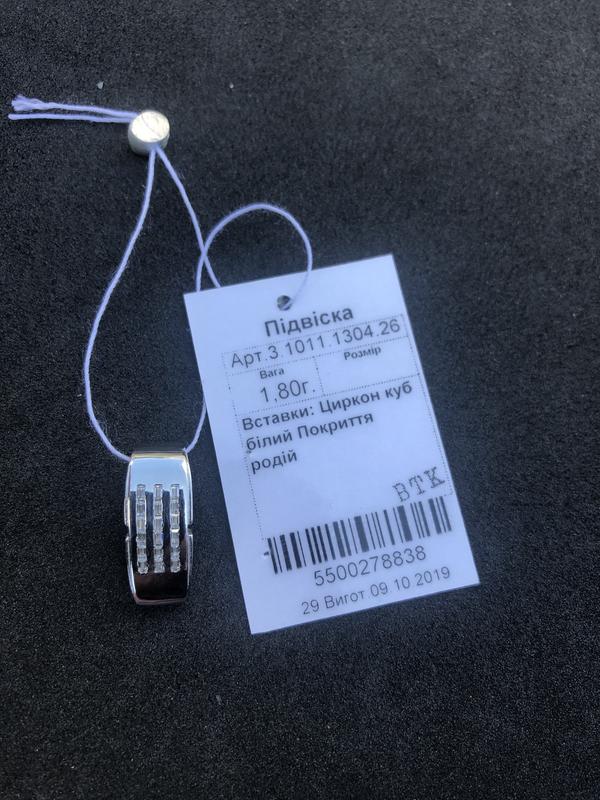 Підвіска
Арт.3.1011.1304.26
Вага
Розмір
1,80г.
Вставки: Циркон куб
білий Покриття
родій
ВТК
5500278838
29 Вигот 09.10.2019